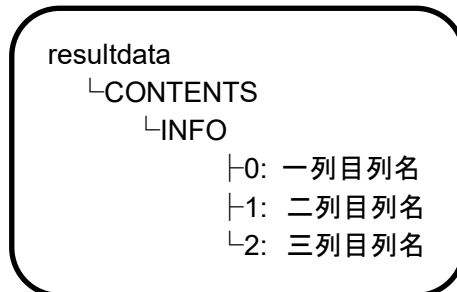 resultdata
└CONTENTS
└INFO
├0: 一列目列名
├1: 二列目列名
└2: 三列目列名